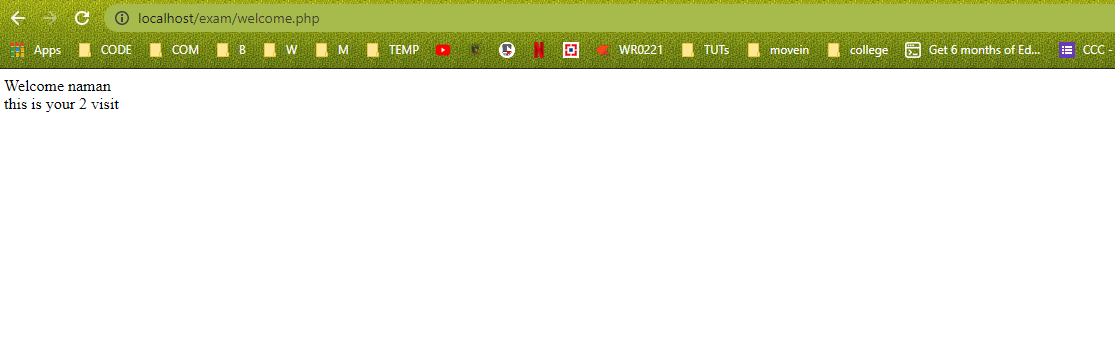 localhost/exam/welcome.php
Apps CODE COM B W M TEMP WR0221 TUTs movein college Get 6 months of Ed... CCC -
Welcome naman
this is your 2 visit